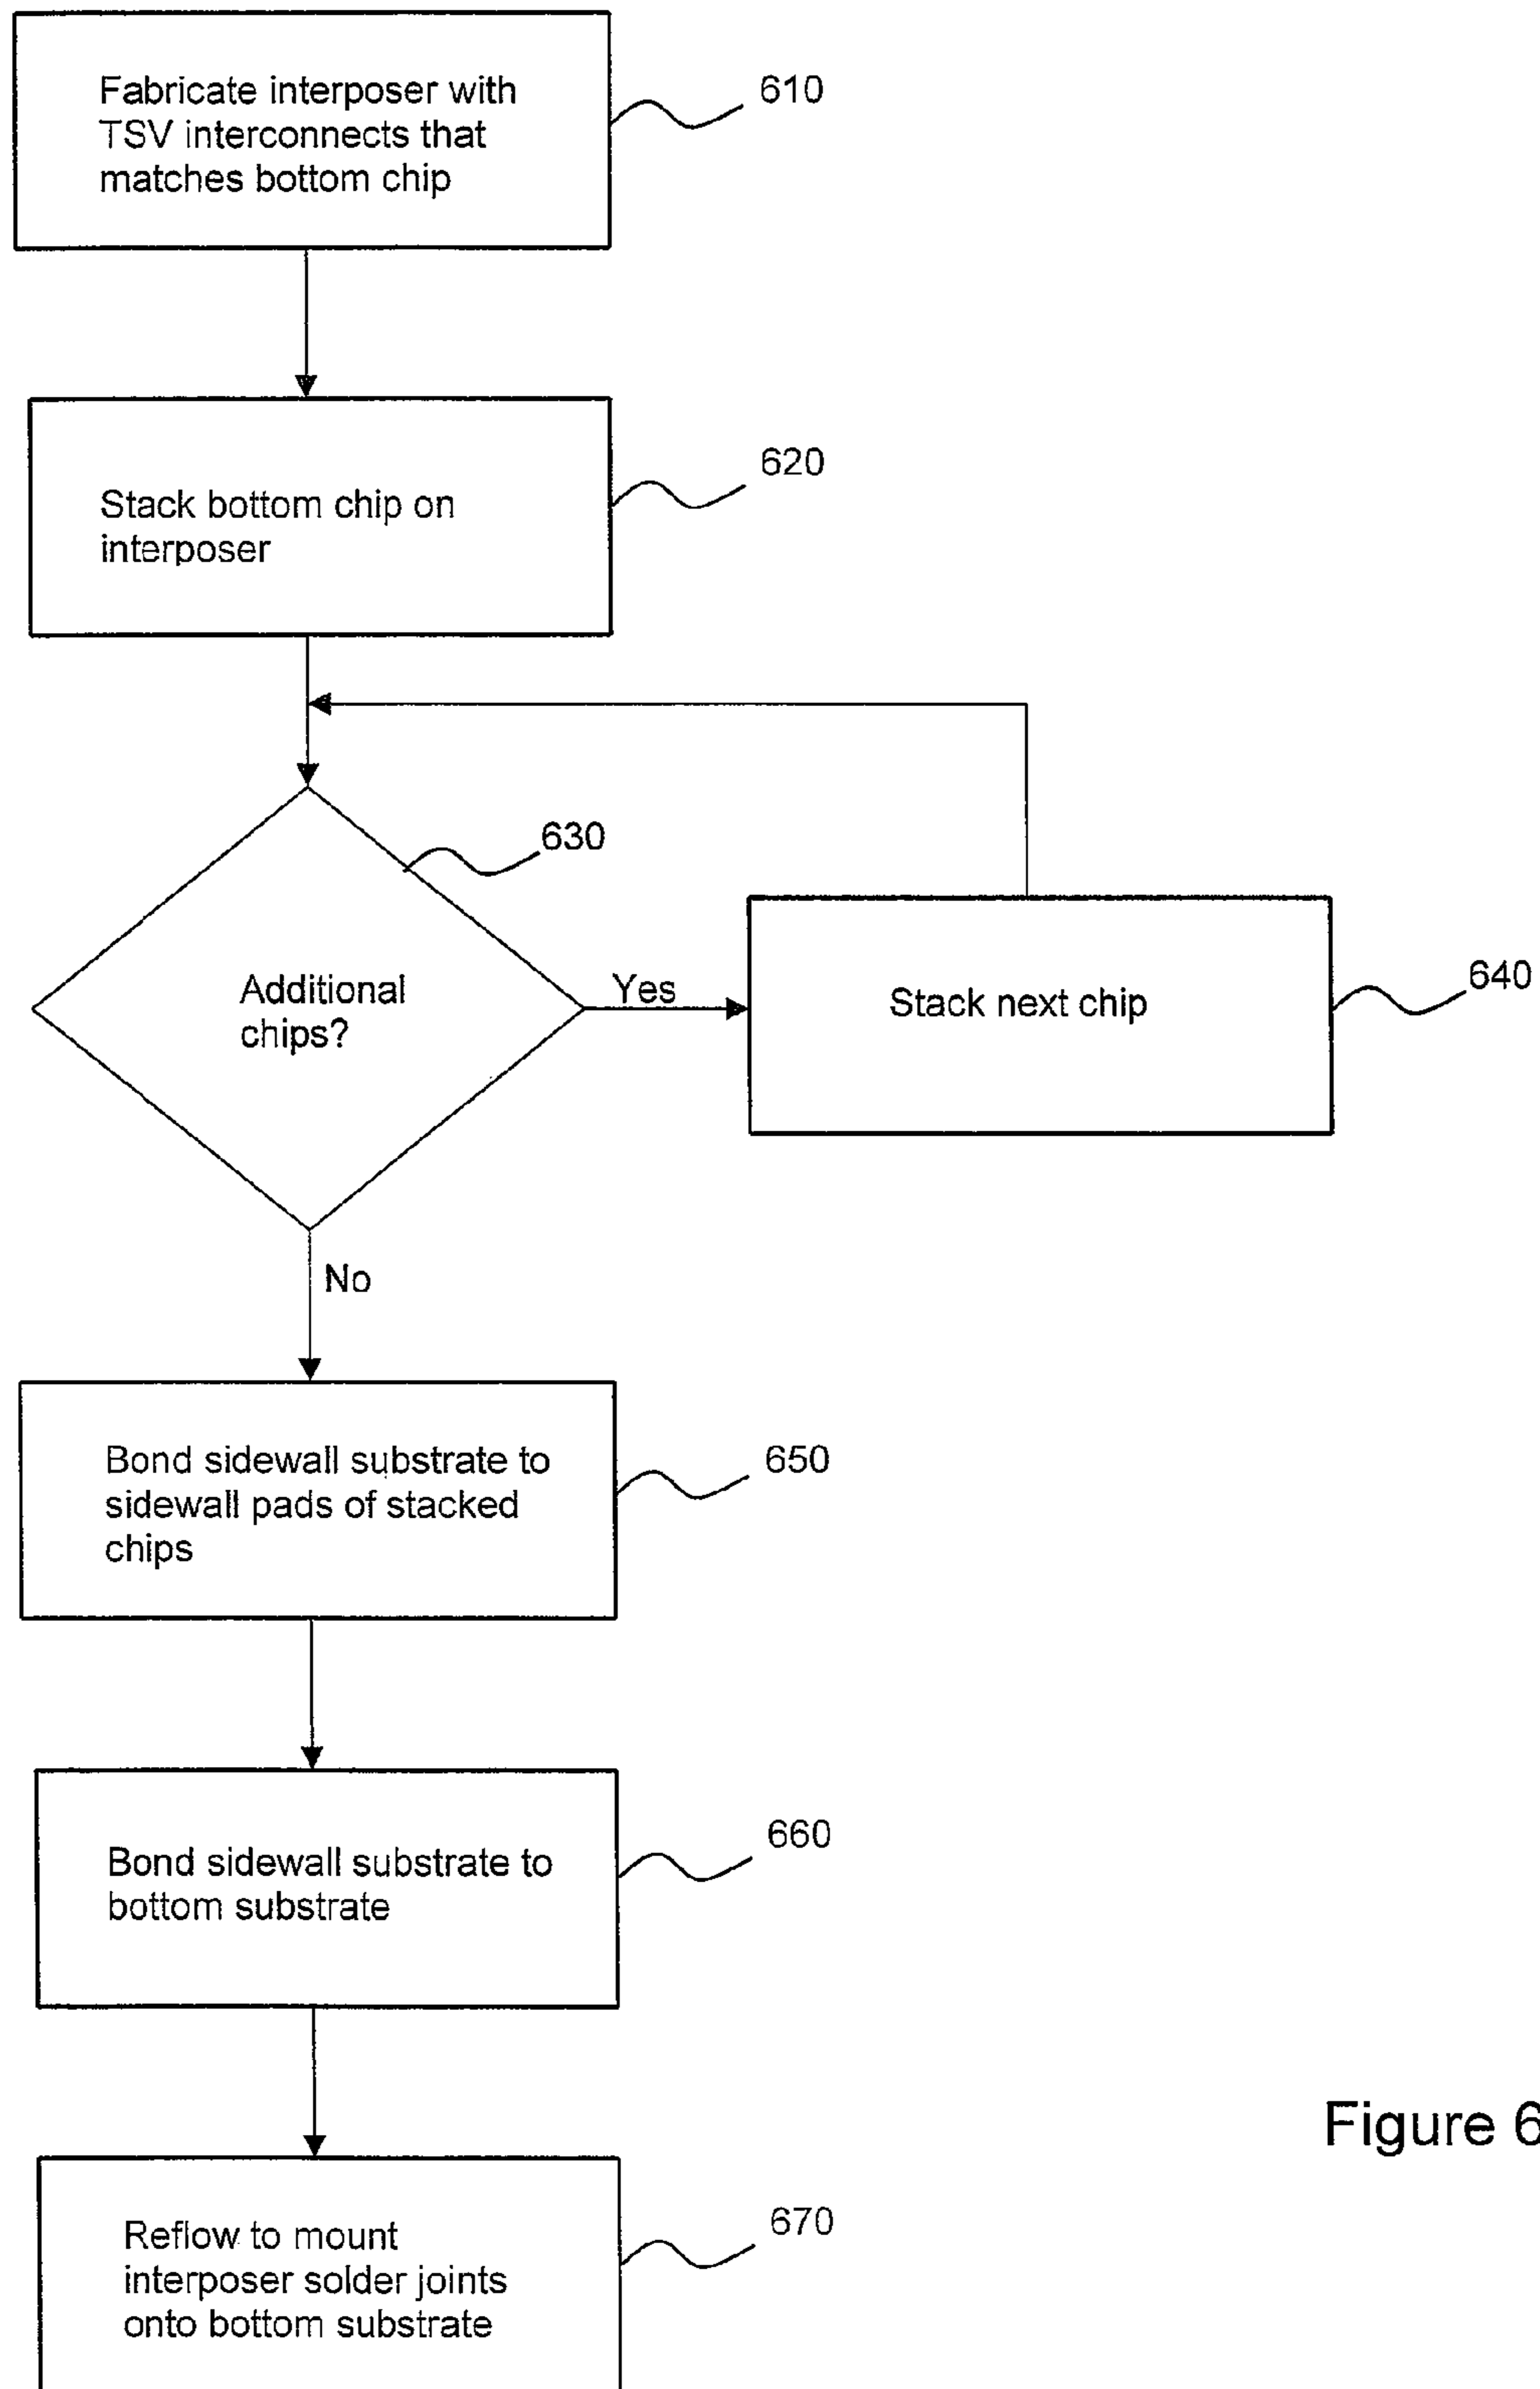 Fabricate interposer with
TSV interconnects that
matches bottom chip
610
Stack bottom chip on
interposer
620
630
Additional
chips?
Yes
Stack next chip
640
No
Bond sidewall substrate to
sidewall pads of stacked
chips
650
Bond sidewall substrate to
bottom substrate
660
Reflow to mount
interposer solder joints
onto bottom substrate
670
Figure 6